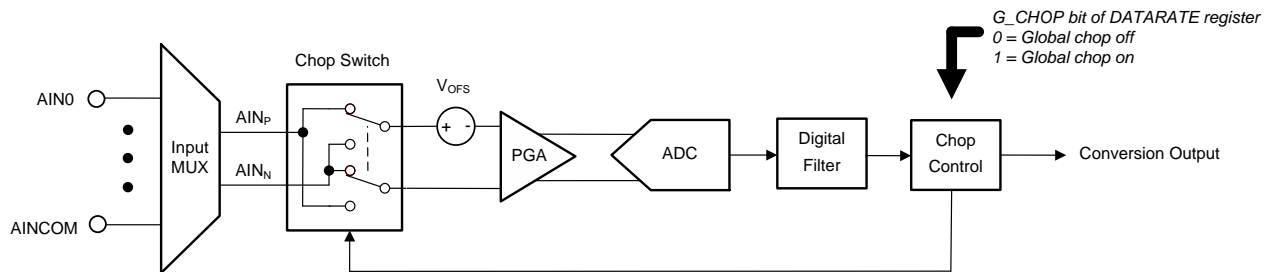 G_CHOP bit of DATARATE register
0 = Global chop off
1 = Global chop on
Chop Switch
VOFS
AIN0
AINP
Input
MUX
AINN
AINCOM
+ -
PGA
ADC
Digital
Filter
Chop
Control
Conversion Output